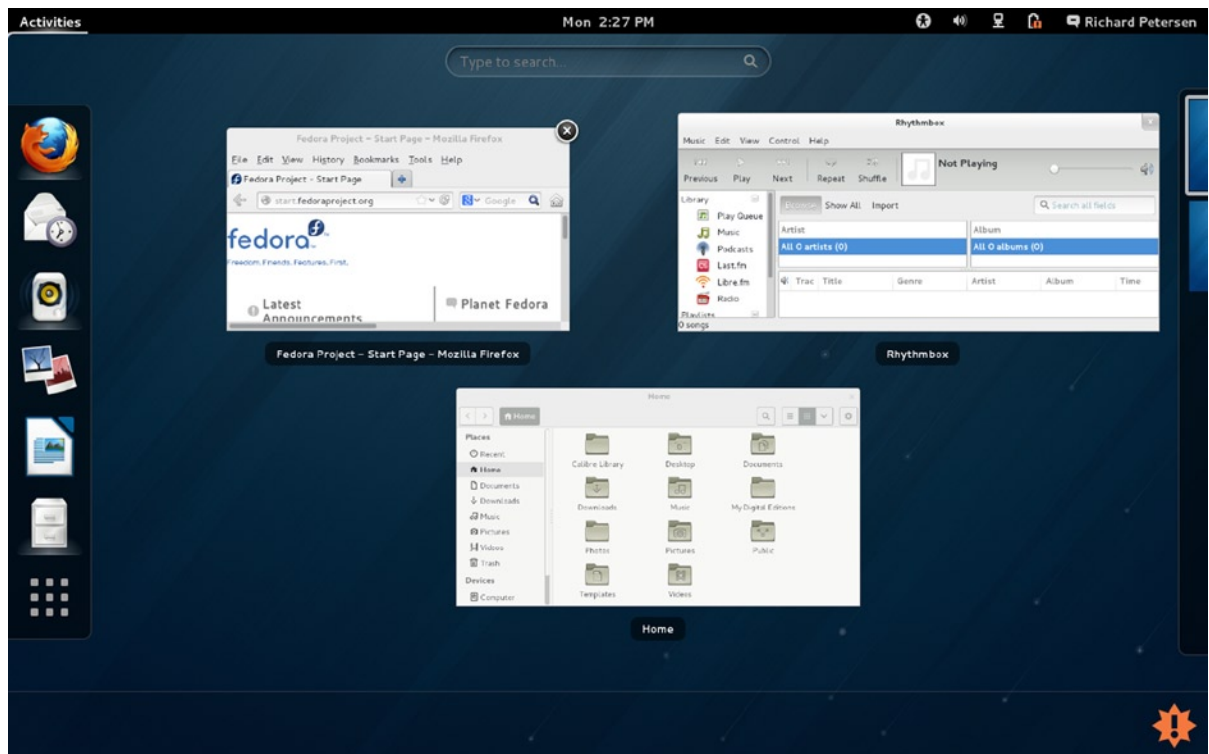 Activities Mon 2:27 PM Richard Petersen
Type to search...
Fedora Project – Start Page – Mozilla Firefox
File Edit View History Bookmarks Tools Help
Fedora Project - Start Page
start.fedoraproject.org Google
fedora
Freedom. Friends. Features. First.
Latest
Announcements
Planet Fedora
Fedora Project – Start Page – Mozilla Firefox
Rhythmbox
Music Edit View Control Help
Previous Play Next Repeat Shuffle
Not Playing
Library
Play Queue
Music
Podcasts
Last.fm
Libre.fm
Radio
Playlists
0 songs
Browse Show All Import Search all fields
Artist Album
All 0 artists (0) All 0 albums (0)
Trac Title Genre Artist Album Time
Rhythmbox
Home
Home
Places
Recent
Home
Documents
Downloads
Music
Pictures
Videos
Trash
Devices
Computer
Calibre Library Desktop Documents
Downloads Music My Digital Editions
Photos Pictures Public
Templates Videos
Home